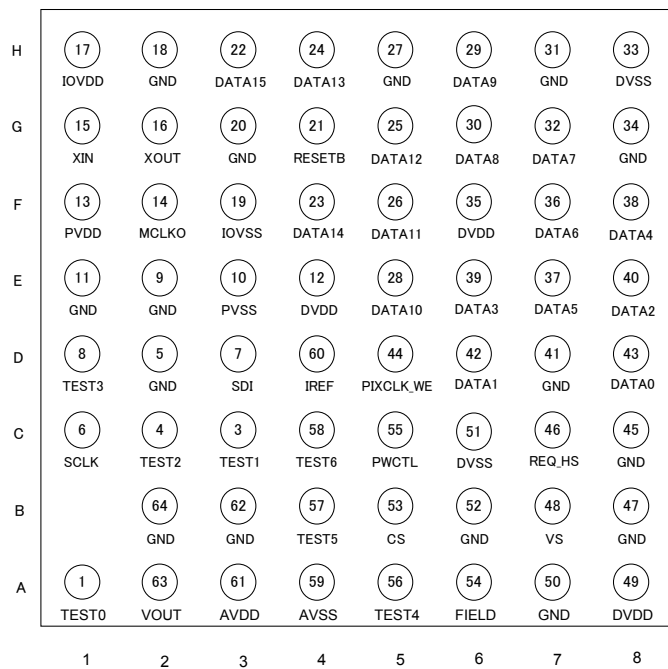 H 17 18 22 24 27 29 31 33
IOVDD GND DATA15 DATA13 GND DATA9 GND DVSS
G 15 16 20 21 25 30 32 34
XIN XOUT GND RESETB DATA12 DATA8 DATA7 GND
F 13 14 19 23 26 35 36 38
PVDD MCLKO IOVSS DATA14 DATA11 DVDD DATA6 DATA4
E 11 9 10 12 28 39 37 40
GND GND PVSS DVDD DATA10 DATA3 DATA5 DATA2
D 8 5 7 60 44 42 41 43
TEST3 GND SDI IREF PIXCLK_WE DATA1 GND DATA0
C 6 4 3 58 55 51 46 45
SCLK TEST2 TEST1 TEST6 PWCTL DVSS REQ_HS GND
B 64 62 57 53 52 48 47
GND GND TEST5 CS GND VS GND
A 1 63 61 59 56 54 50 49
TEST0 VOUT AVDD AVSS TEST4 FIELD GND DVDD
1 2 3 4 5 6 7 8